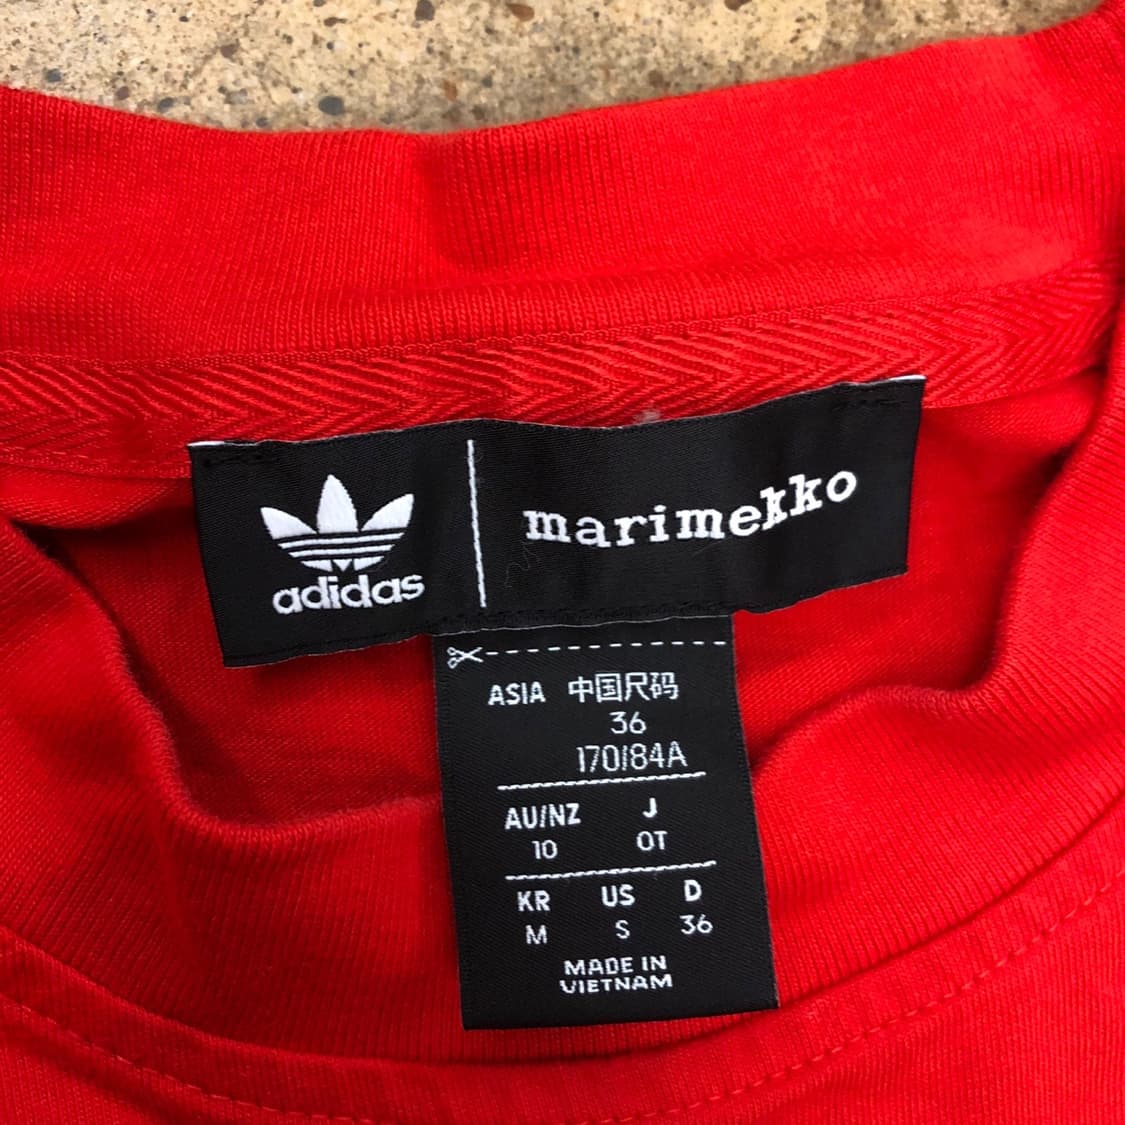 adidas
marimekko
ASIA 中国尺码
36
170/84A
AU/NZ J
10 OT
KR US D
M S 36
MADE IN
VIETNAM